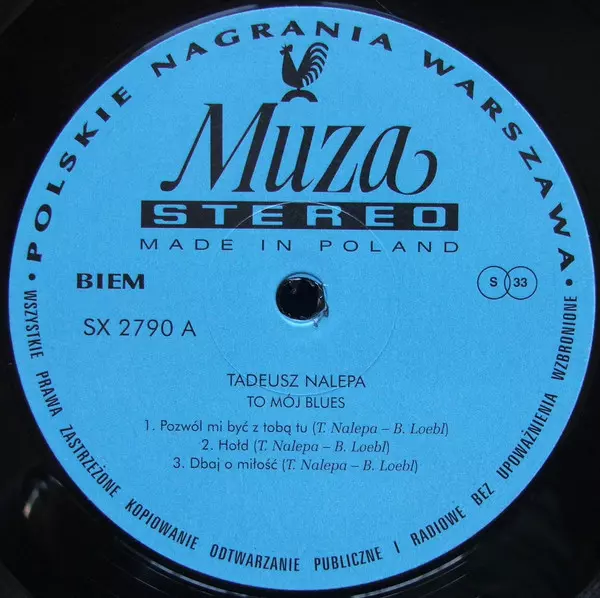 • POLSKIE NAGRANIA WARSZAWA •
Muza
STEREO
MADE IN POLAND
BIEM
S 33
SX 2790 A
TADEUSZ NALEPA
TO MÓJ BLUES
1. Pozwól mi być z tobą tu (T. Nalepa – B. Loebl)
2. Hołd (T. Nalepa – B. Loebl)
3. Dbaj o miłość (T. Nalepa – B. Loebl)
WSZYSTKIE PRAWA ZASTRZEŻONE KOPIOWANIE ODTWARZANIE PUBLICZNE I RADIOWE BEZ UPOWAŻNIENIA WZBRONIONE